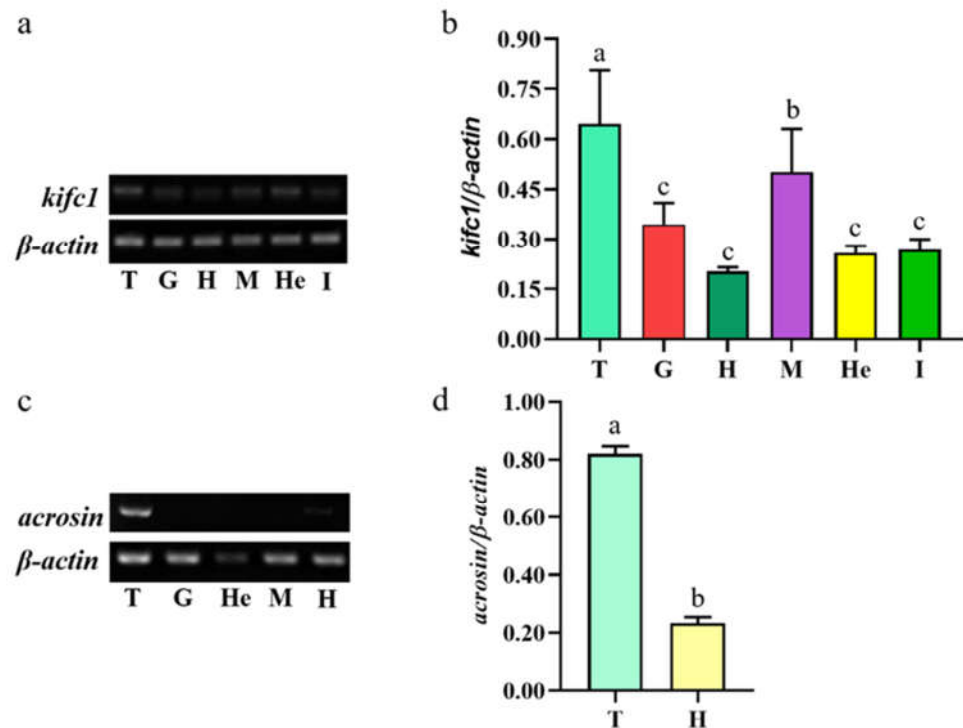 a
kifc1
β-actin
T G H M He I
b
kifc1/β-actin
0.90
0.75
0.60
0.45
0.30
0.15
0.00
a
c
c
b
c
c
T G H M He I
c
acrosin
β-actin
T G He M H
d
acrosin/β-actin
1.00
0.80
0.60
0.40
0.20
0.00
a
b
T H